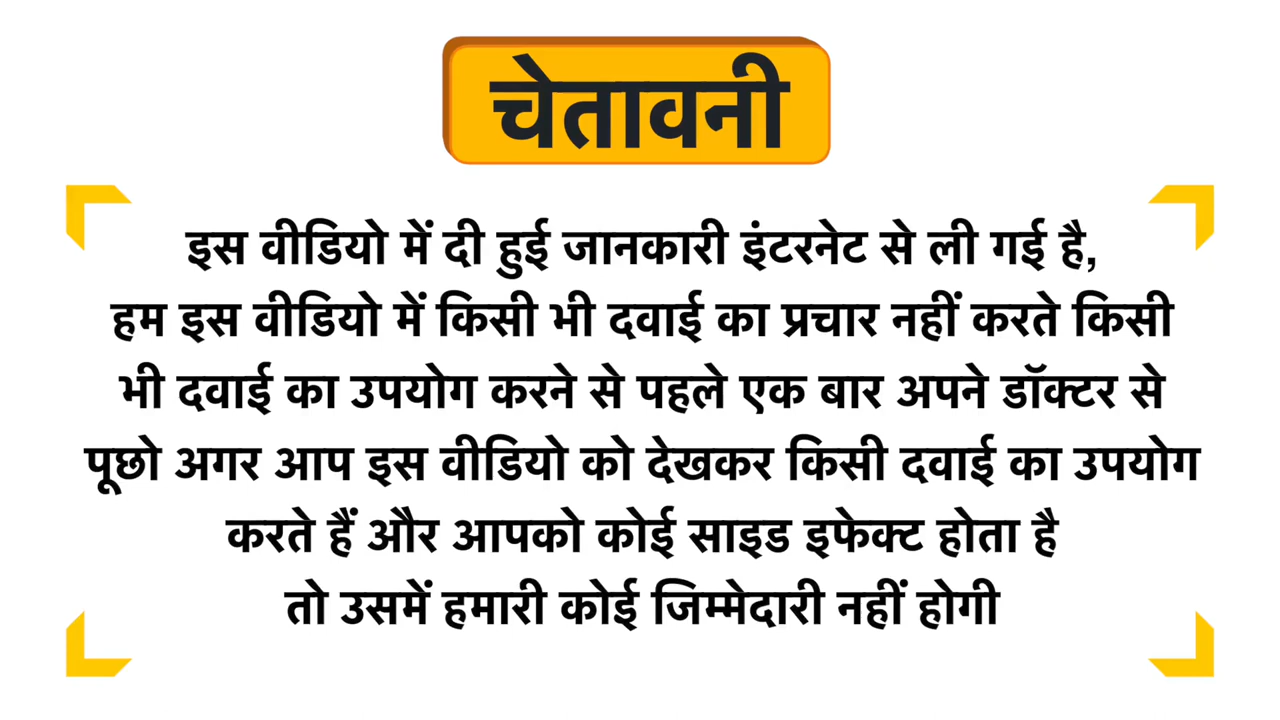 चेतावनी
इस वीडियो में दी हुई जानकारी इंटरनेट से ली गई है,
हम इस वीडियो में किसी भी दवाई का प्रचार नहीं करते किसी
भी दवाई का उपयोग करने से पहले एक बार अपने डॉक्टर से
पूछो अगर आप इस वीडियो को देखकर किसी दवाई का उपयोग
करते हैं और आपको कोई साइड इफेक्ट होता है
तो उसमें हमारी कोई जिम्मेदारी नहीं होगी